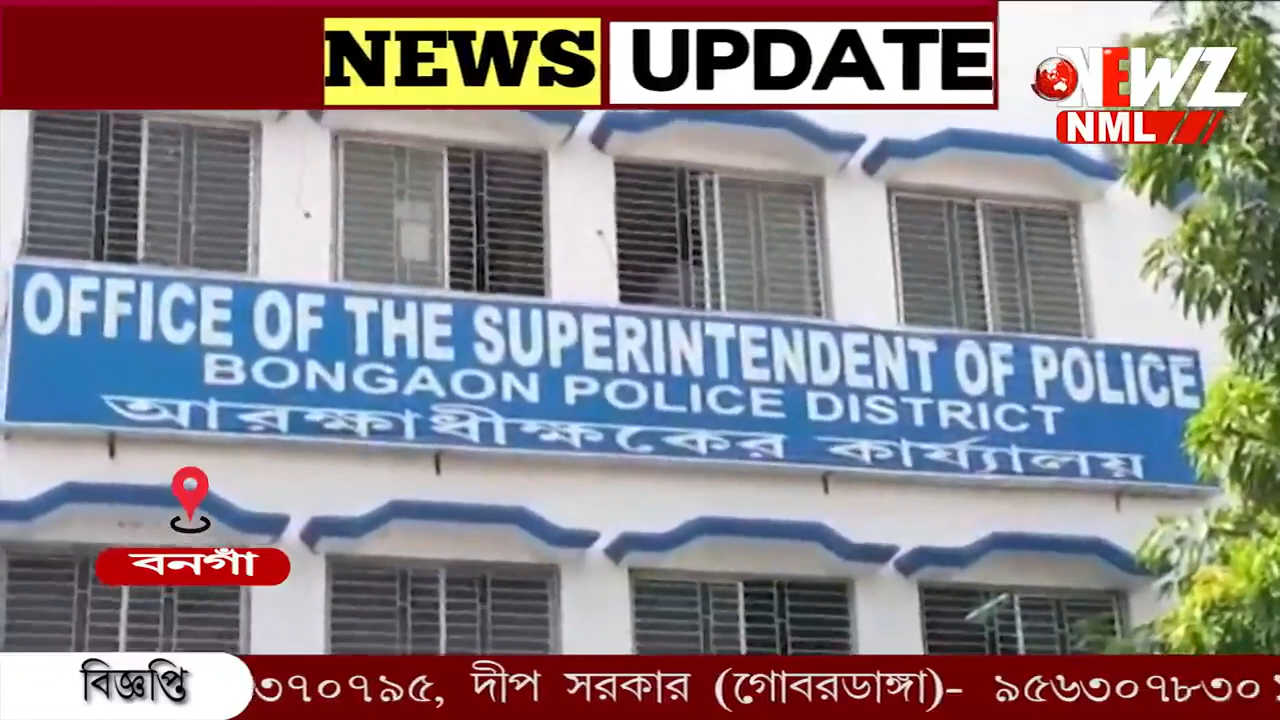 NEWS UPDATE
NEWZ
NML
OFFICE OF THE SUPERINTENDENT OF POLICE
BONGAON POLICE DISTRICT
আরক্ষাধীক্ষকের কার্য্যালয়
বনগাঁ
বিজ্ঞপ্তি
৩৭০৭৯৫, দীপ সরকার (গোবরডাঙ্গা)- ৯৫৬৩০৭৮৩০